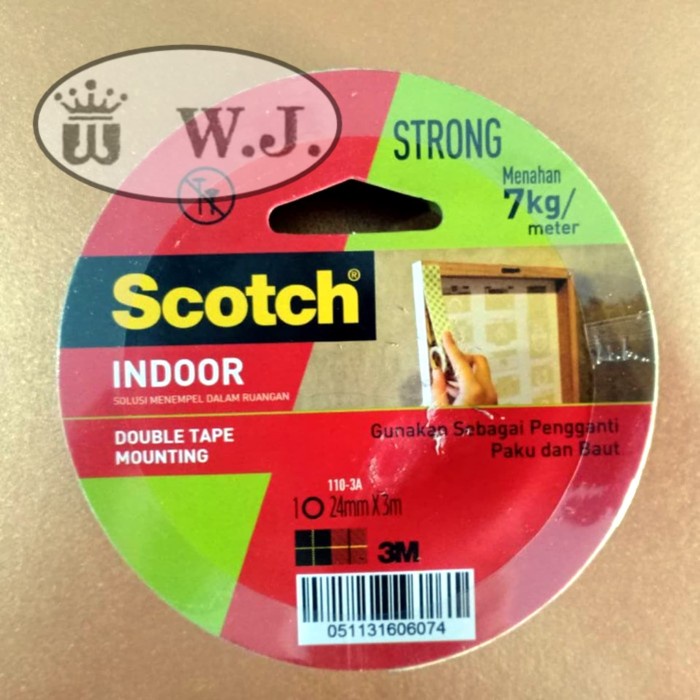 W W.J.
STRONG
Menahan
7kg/
meter
Scotch®
INDOOR
SOLUSI MENEMPEL DALAM RUANGAN
DOUBLE TAPE
MOUNTING
Gunakan Sebagai Pengganti
Paku dan Baut
110-3A
1 24mm X 3m
3M
051131606074